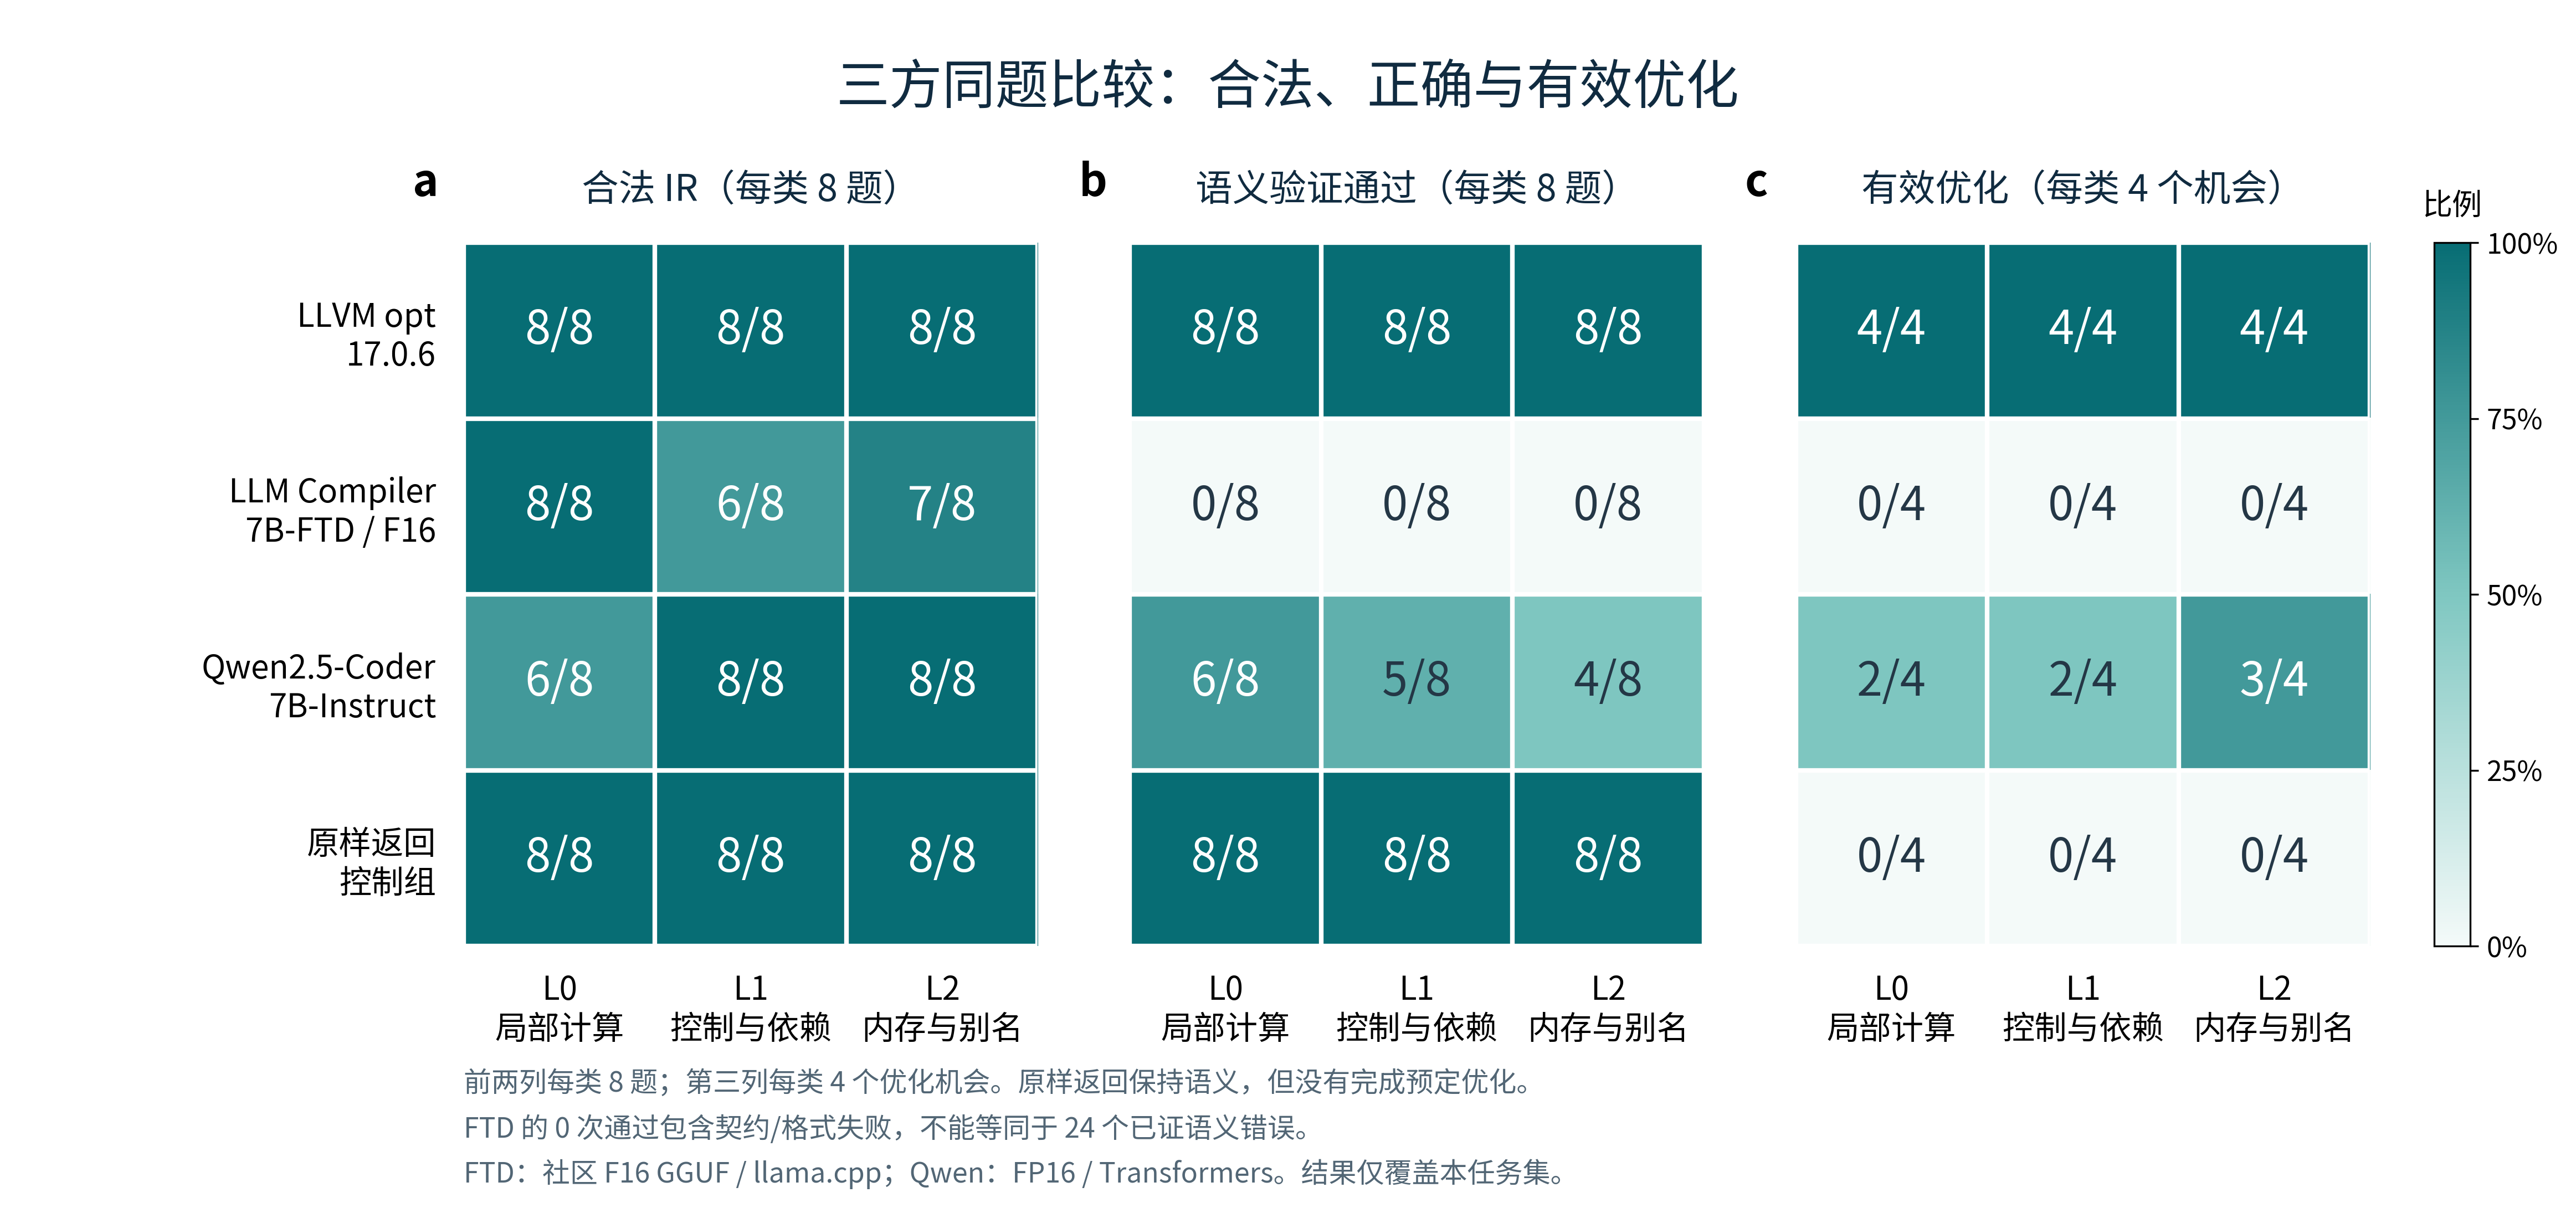 三方同题比较：合法、正确与有效优化
a
合法 IR（每类 8 题）
b
语义验证通过（每类 8 题）
c
有效优化（每类 4 个机会）
比例
100%
75%
50%
25%
0%
LLVM opt
17.0.6
8/8 8/8 8/8
8/8 8/8 8/8
4/4 4/4 4/4
LLM Compiler
7B-FTD / F16
8/8 6/8 7/8
0/8 0/8 0/8
0/4 0/4 0/4
Qwen2.5-Coder
7B-Instruct
6/8 8/8 8/8
6/8 5/8 4/8
2/4 2/4 3/4
原样返回
控制组
8/8 8/8 8/8
8/8 8/8 8/8
0/4 0/4 0/4
L0
局部计算
L1
控制与依赖
L2
内存与别名
L0
局部计算
L1
控制与依赖
L2
内存与别名
L0
局部计算
L1
控制与依赖
L2
内存与别名
前两列每类 8 题；第三列每类 4 个优化机会。原样返回保持语义，但没有完成预定优化。
FTD 的 0 次通过包含契约/格式失败，不能等同于 24 个已证语义错误。
FTD：社区 F16 GGUF / llama.cpp；Qwen：FP16 / Transformers。结果仅覆盖本任务集。